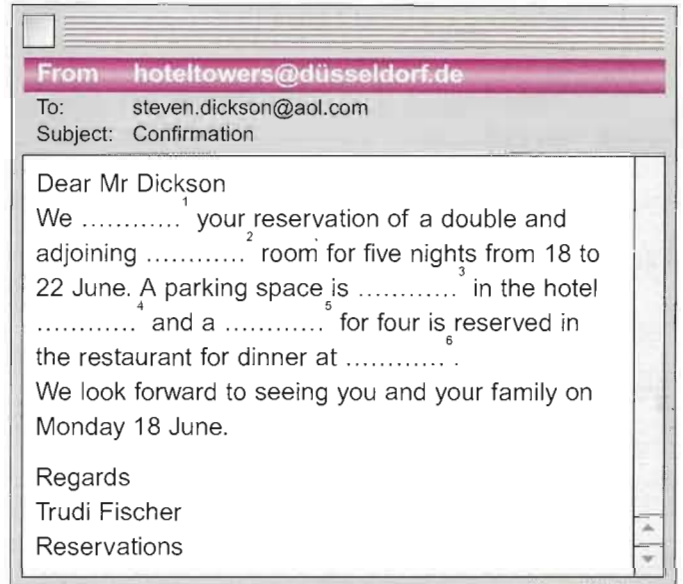 From hoteltowers@düsseldorf.de
To: steven.dickson@aol.com
Subject: Confirmation
Dear Mr Dickson
We ............1 your reservation of a double and
adjoining ............2 room for five nights from 18 to
22 June. A parking space is ............3 in the hotel
............4 and a ............5 for four is reserved in
the restaurant for dinner at ............6.
We look forward to seeing you and your family on
Monday 18 June.
Regards
Trudi Fischer
Reservations